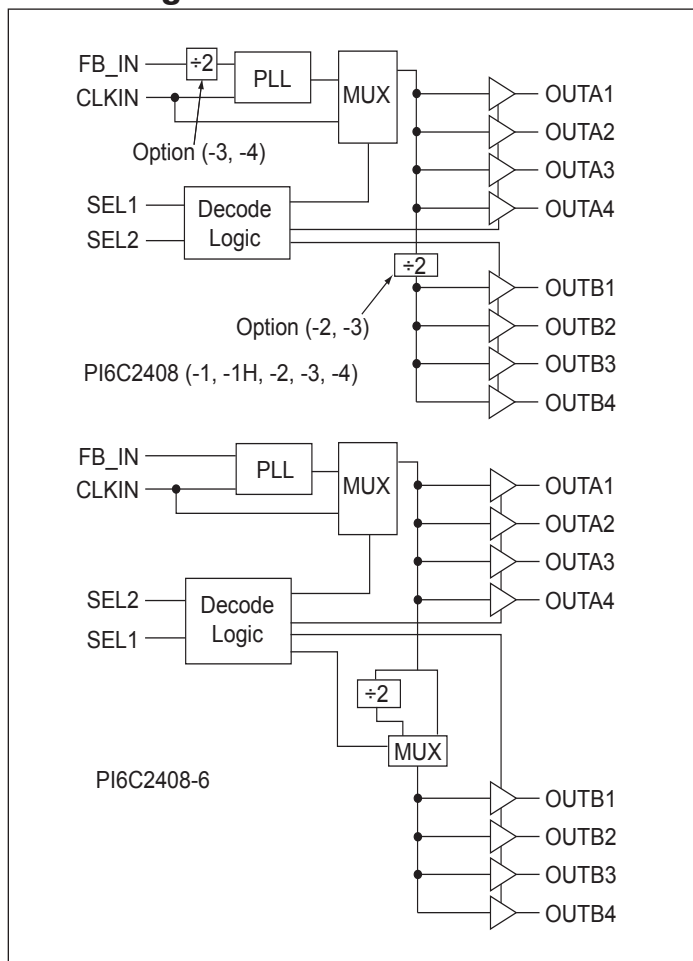 FB_IN
÷2
PLL
MUX
CLKIN
Option (-3, -4)
OUTA1
OUTA2
OUTA3
OUTA4
SEL1
SEL2
Decode
Logic
÷2
Option (-2, -3)
OUTB1
OUTB2
OUTB3
OUTB4
PI6C2408 (-1, -1H, -2, -3, -4)
FB_IN
CLKIN
PLL
MUX
OUTA1
OUTA2
OUTA3
OUTA4
SEL2
SEL1
Decode
Logic
÷2
MUX
PI6C2408-6
OUTB1
OUTB2
OUTB3
OUTB4